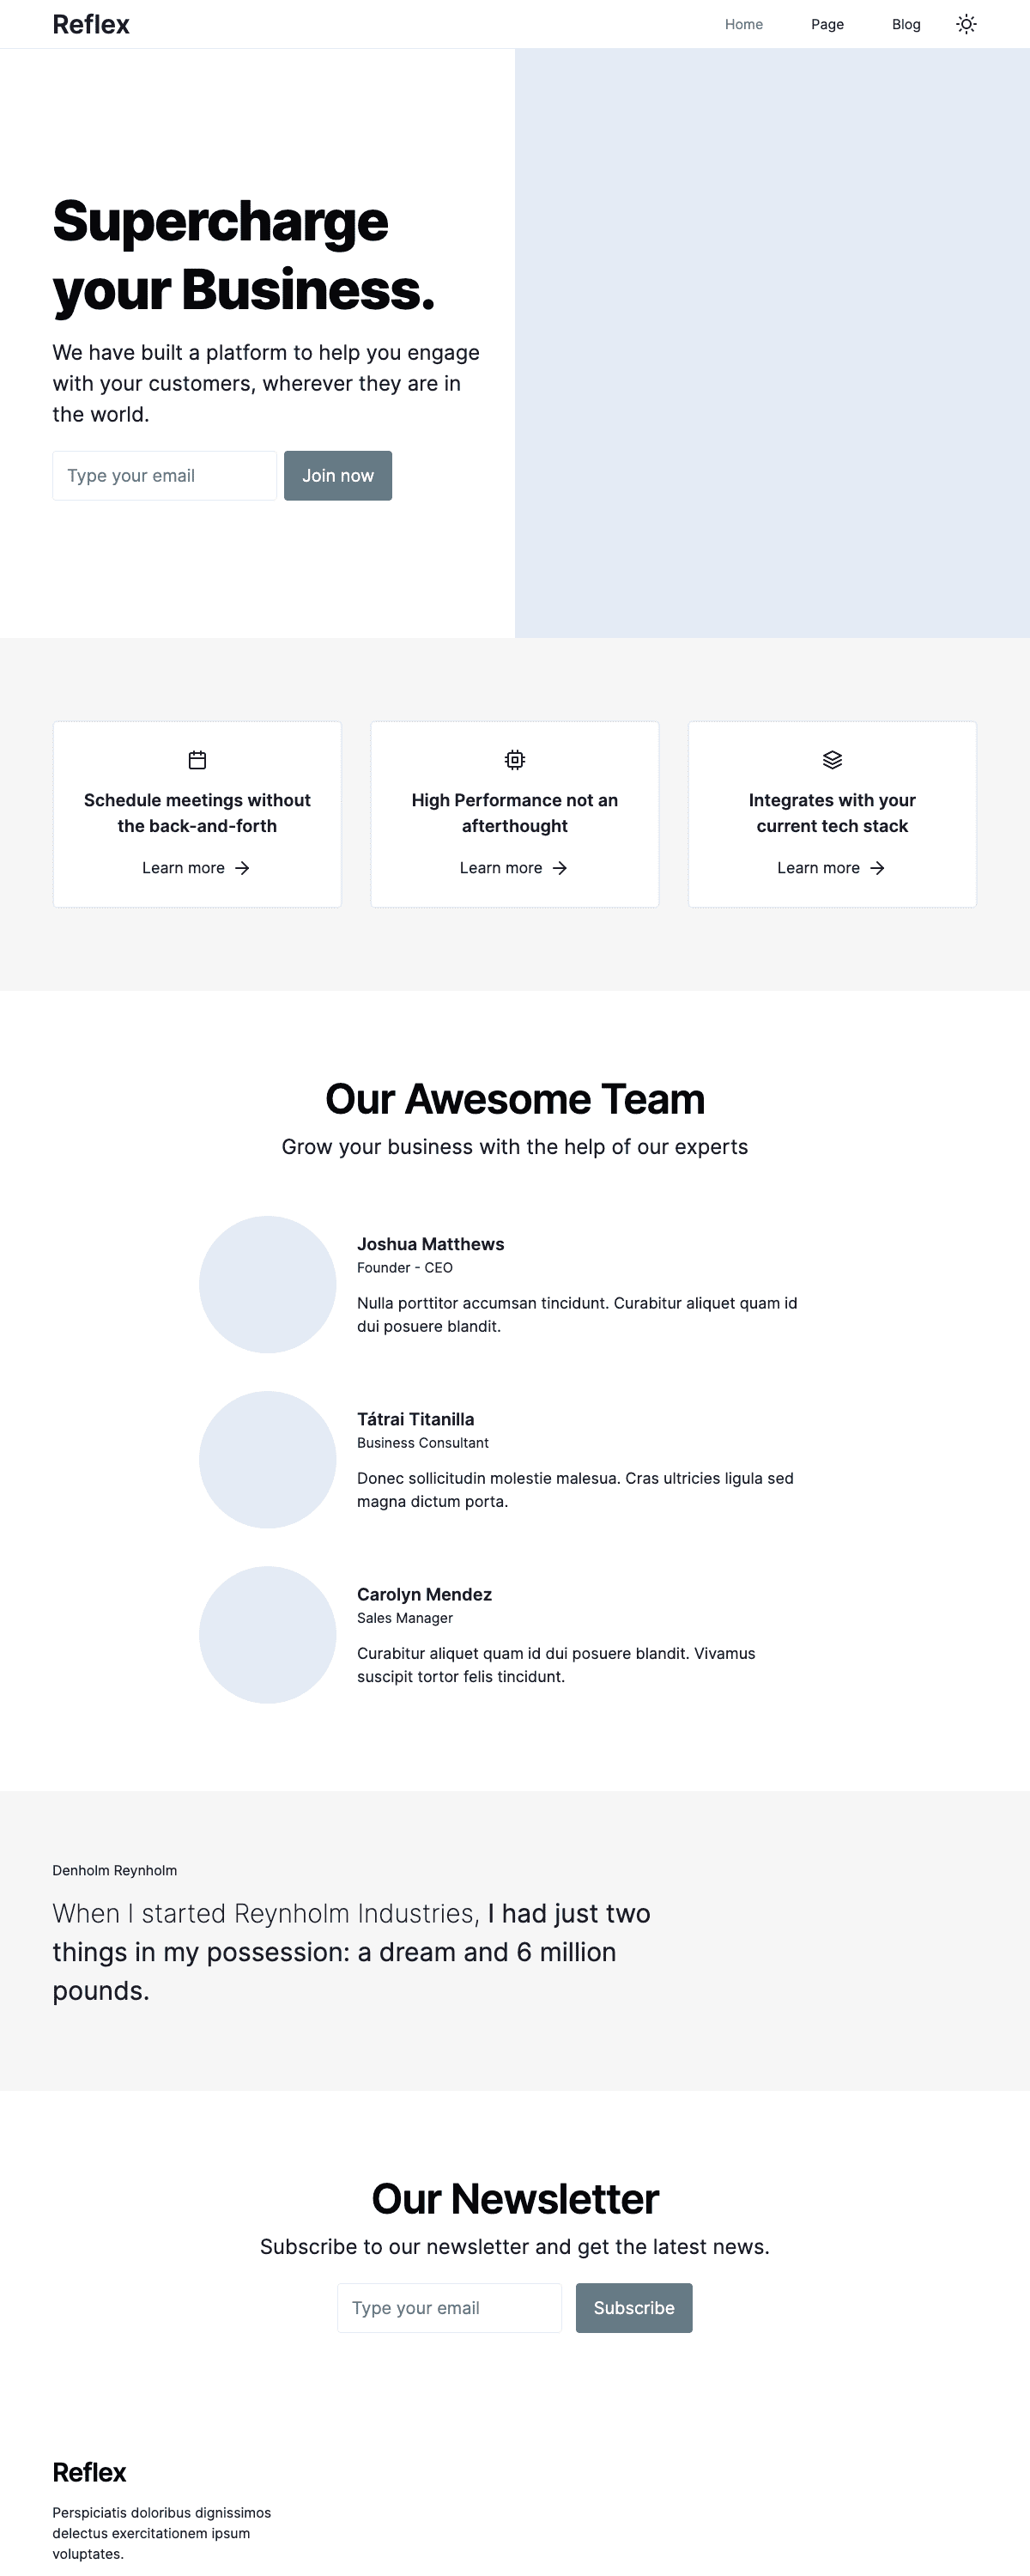 Reflex
Home
Page
Blog
Supercharge
your Business.
We have built a platform to help you engage
with your customers, wherever they are in
the world.
Type your email
Join now
Schedule meetings without
the back-and-forth
Learn more
High Performance not an
afterthought
Learn more
Integrates with your
current tech stack
Learn more
Our Awesome Team
Grow your business with the help of our experts
Joshua Matthews
Founder - CEO
Nulla porttitor accumsan tincidunt. Curabitur aliquet quam id
dui posuere blandit.
Tátrai Titanilla
Business Consultant
Donec sollicitudin molestie malesua. Cras ultricies ligula sed
magna dictum porta.
Carolyn Mendez
Sales Manager
Curabitur aliquet quam id dui posuere blandit. Vivamus
suscipit tortor felis tincidunt.
Denholm Reynholm
When I started Reynholm Industries, I had just two
things in my possession: a dream and 6 million
pounds.
Our Newsletter
Subscribe to our newsletter and get the latest news.
Type your email
Subscribe
Reflex
Perspiciatis doloribus dignissimos
delectus exercitationem ipsum
voluptates.